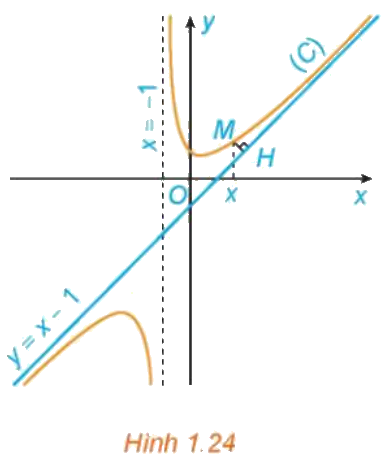 y
(C)
x = -1
M
H
O
x
x
y = x - 1
Hình 1.24